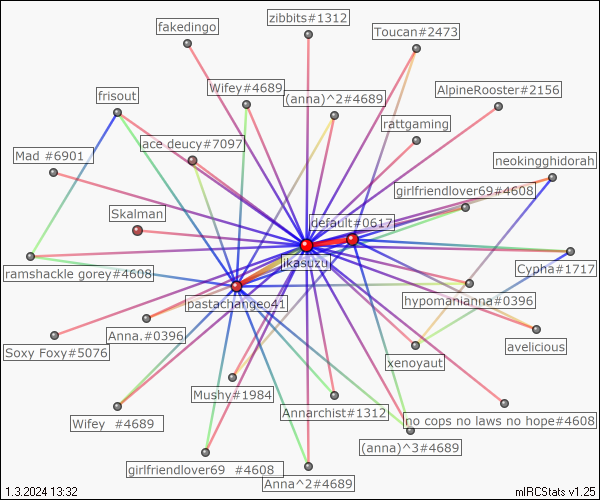 zibbits#1312
fakedingo
Toucan#2473
Wifey#4689
(anna)^2#4689
AlpineRooster#2156
frisout
rattgaming
ace deucy#7097
Mad #6901
neokingghidorah
girlfriendlover69#4608
Skalman
default#0617
ikasuzu
ramshackle gorey#4608
Cypha#1717
pastachangeo41
hypomanianna#0396
Anna.#0396
avelicious
Soxy Foxy#5076
xenoyaut
Mushy#1984
Annarchist#1312
Wifey #4689
no cops no laws no hope#4608
(anna)^3#4689
girlfriendlover69 #4608
Anna^2#4689
1.3.2024 13:32
mIRCStats v1.25